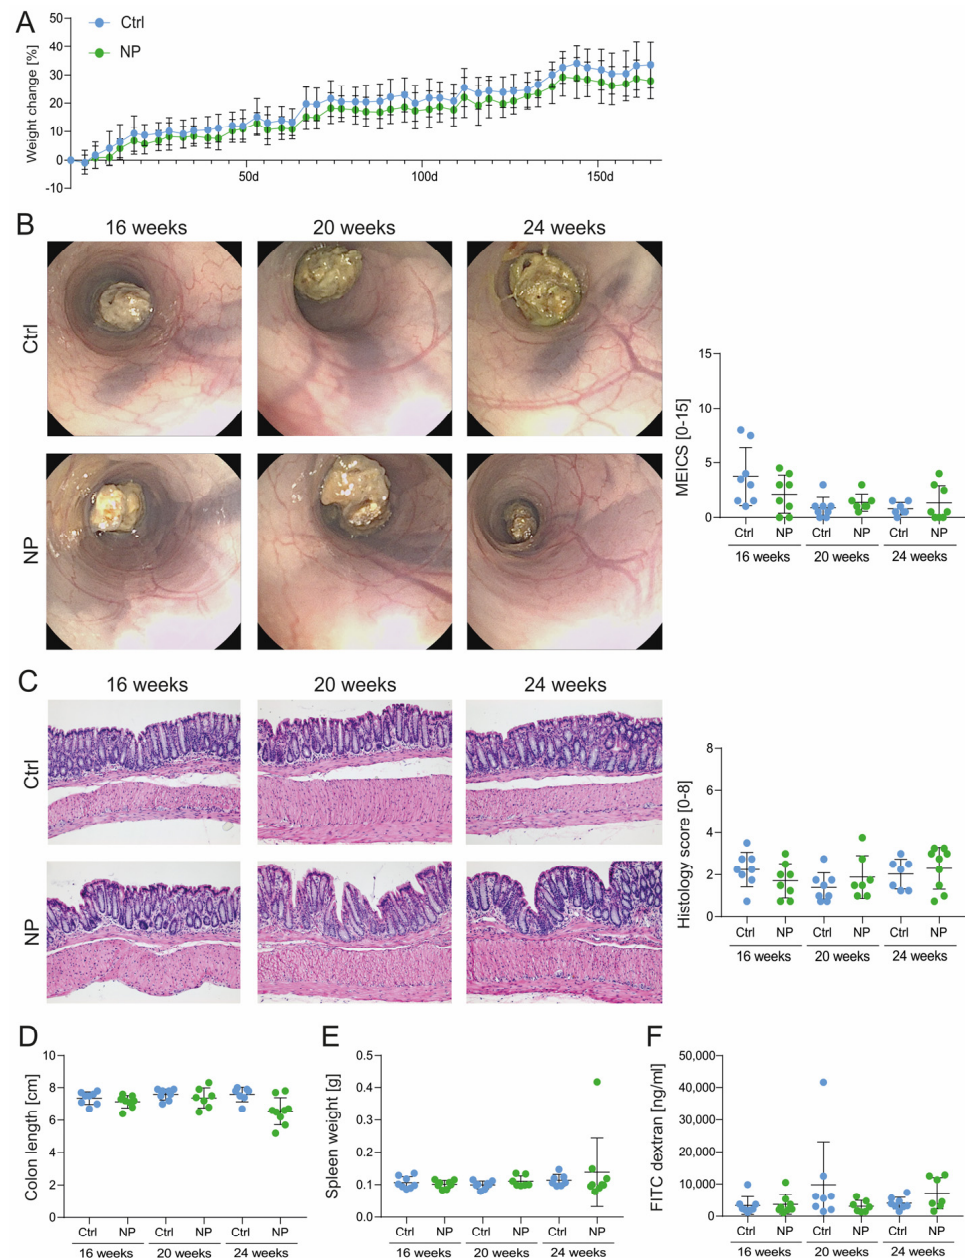 A
Ctrl
NP
Weight change [%]
50
40
30
20
10
0
-10
50d
100d
150d
B
16 weeks
20 weeks
24 weeks
Ctrl
NP
MEICS [0-15]
15
10
5
0
Ctrl
NP
Ctrl
NP
Ctrl
NP
16 weeks
20 weeks
24 weeks
C
16 weeks
20 weeks
24 weeks
Ctrl
NP
Histology score [0-8]
8
6
4
2
0
Ctrl
NP
Ctrl
NP
Ctrl
NP
16 weeks
20 weeks
24 weeks
D
Colon length [cm]
10
8
6
4
2
0
Ctrl
NP
Ctrl
NP
Ctrl
NP
16 weeks
20 weeks
24 weeks
E
Spleen weight [g]
0.5
0.4
0.3
0.2
0.1
0.0
Ctrl
NP
Ctrl
NP
Ctrl
NP
16 weeks
20 weeks
24 weeks
F
FITC dextran [ng/ml]
50,000
40,000
30,000
20,000
10,000
0
Ctrl
NP
Ctrl
NP
Ctrl
NP
16 weeks
20 weeks
24 weeks